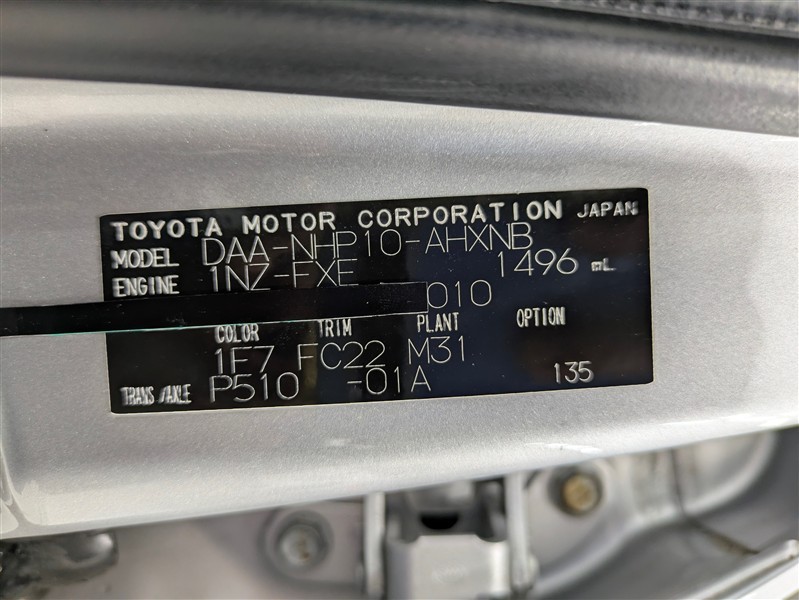 TOYOTA MOTOR CORPORATION JAPAN
MODEL DAA-NHP10-AHXNB
ENGINE 1NZ-FXE 1496 mL
010
COLOR TRIM PLANT OPTION
1F7 FC22 M31
TRANS/AXLE P510 -01A 135